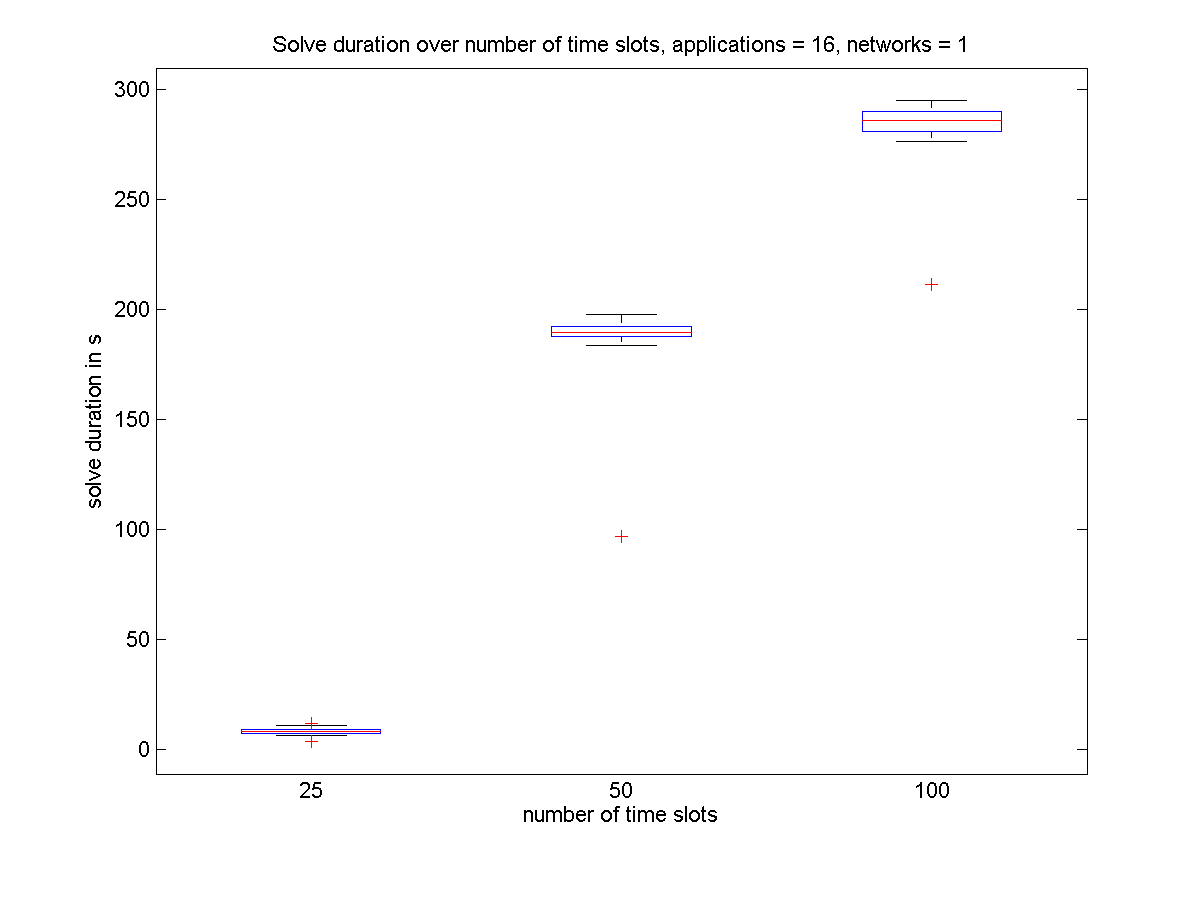 Solve duration over number of time slots, applications = 16, networks = 1
300
250
200
150
100
50
0
solve duration in s
25 50 100
number of time slots